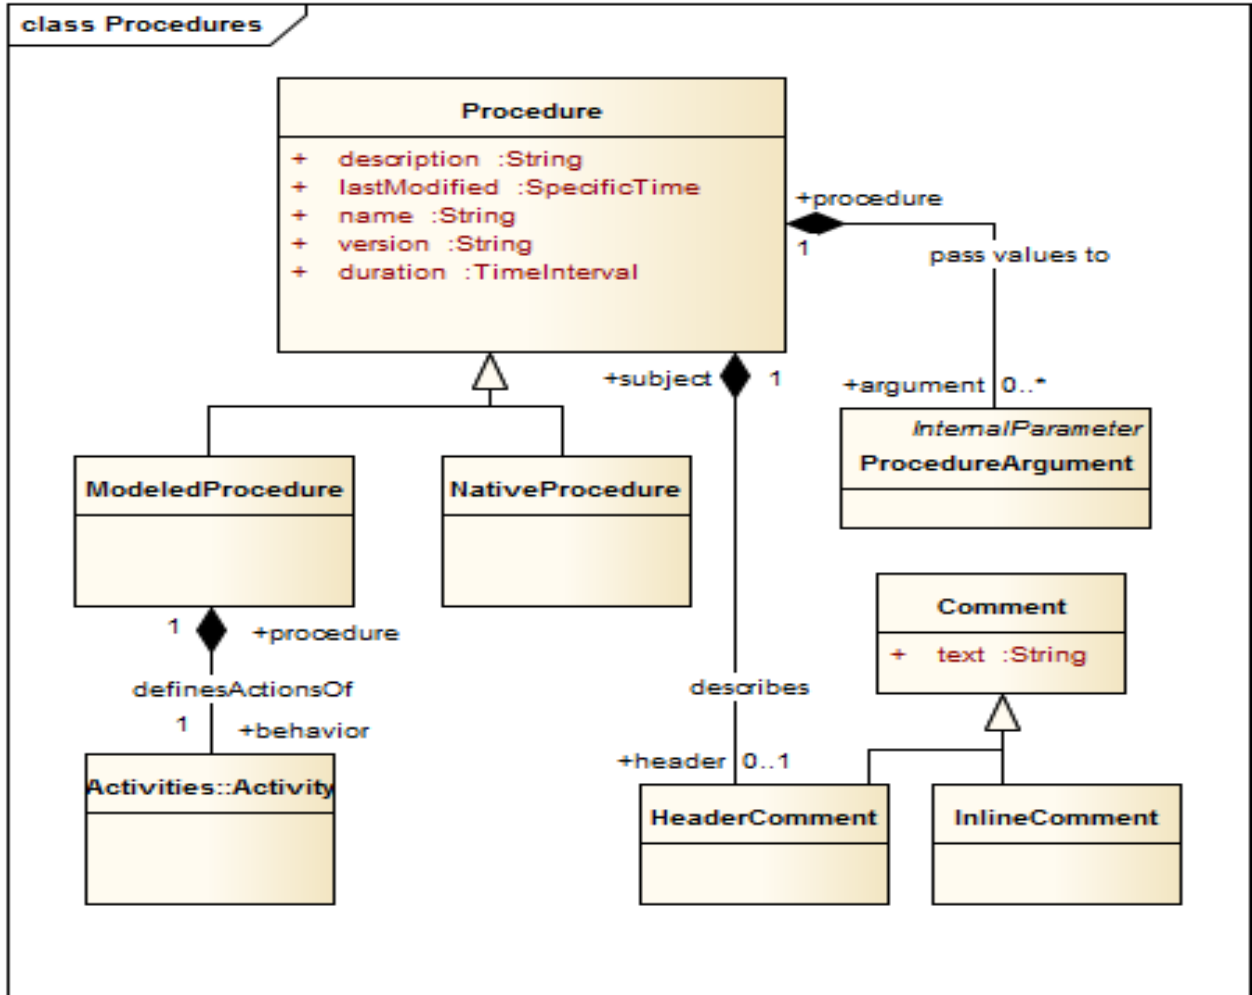 class Procedures
Procedure
+ description :String
+ lastModified :SpecificTime
+ name :String
+ version :String
+ duration :TimeInterval
+procedure
1
pass values to
+subject 1
+argument 0..*
InternalParameter
ProcedureArgument
ModeledProcedure
NativeProcedure
Comment
+ text :String
1 +procedure
definesActionsOf
1 +behavior
describes
+header 0..1
Activities::Activity
HeaderComment
InlineComment